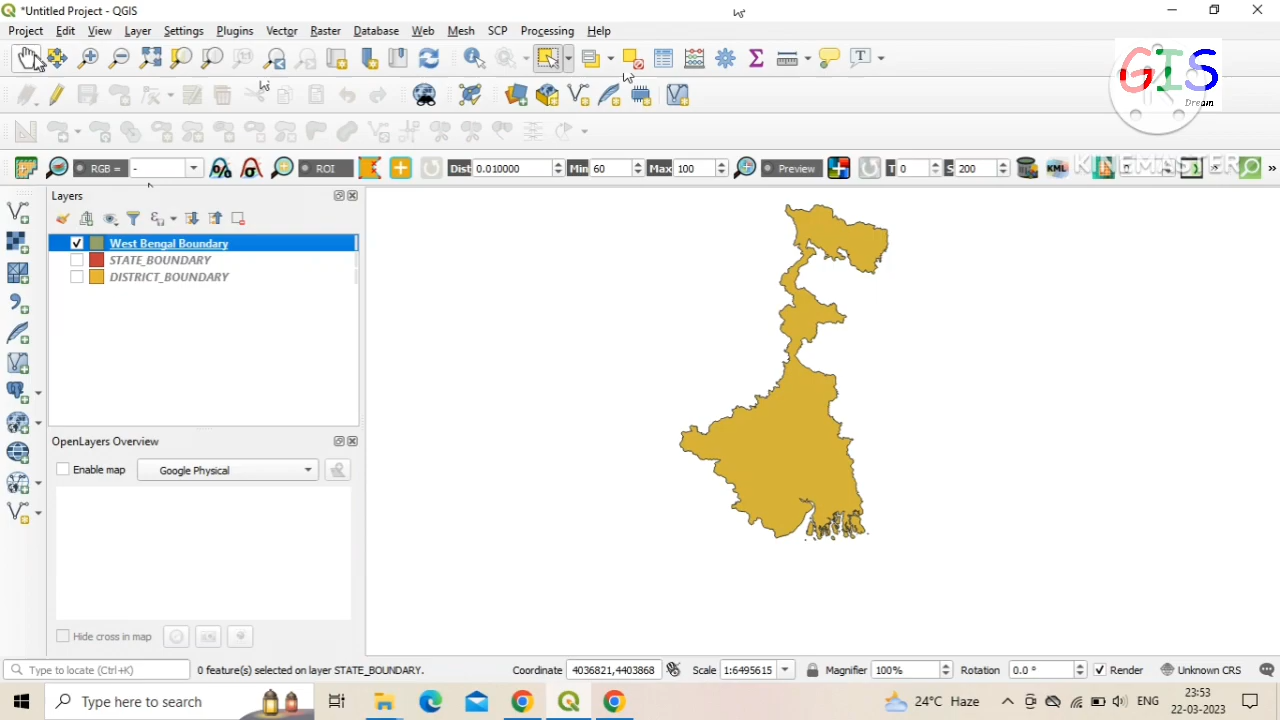 *Untitled Project - QGIS
Project Edit View Layer Settings Plugins Vector Raster Database Web Mesh SCP Processing Help
GIS
Dream
RGB = - ROI Dist 0.010000 Min 60 Max 100 Preview T 0 S 200 KML
KINEMASTER
Layers
West Bengal Boundary
STATE_BOUNDARY
DISTRICT_BOUNDARY
OpenLayers Overview
Enable map Google Physical
Hide cross in map
Type to locate (Ctrl+K) 0 feature(s) selected on layer STATE_BOUNDARY. Coordinate 4036821,4403868 Scale 1:6495615 Magnifier 100% Rotation 0.0 ° Render Unknown CRS
Type here to search 24°C Haze ENG 23:53
22-03-2023